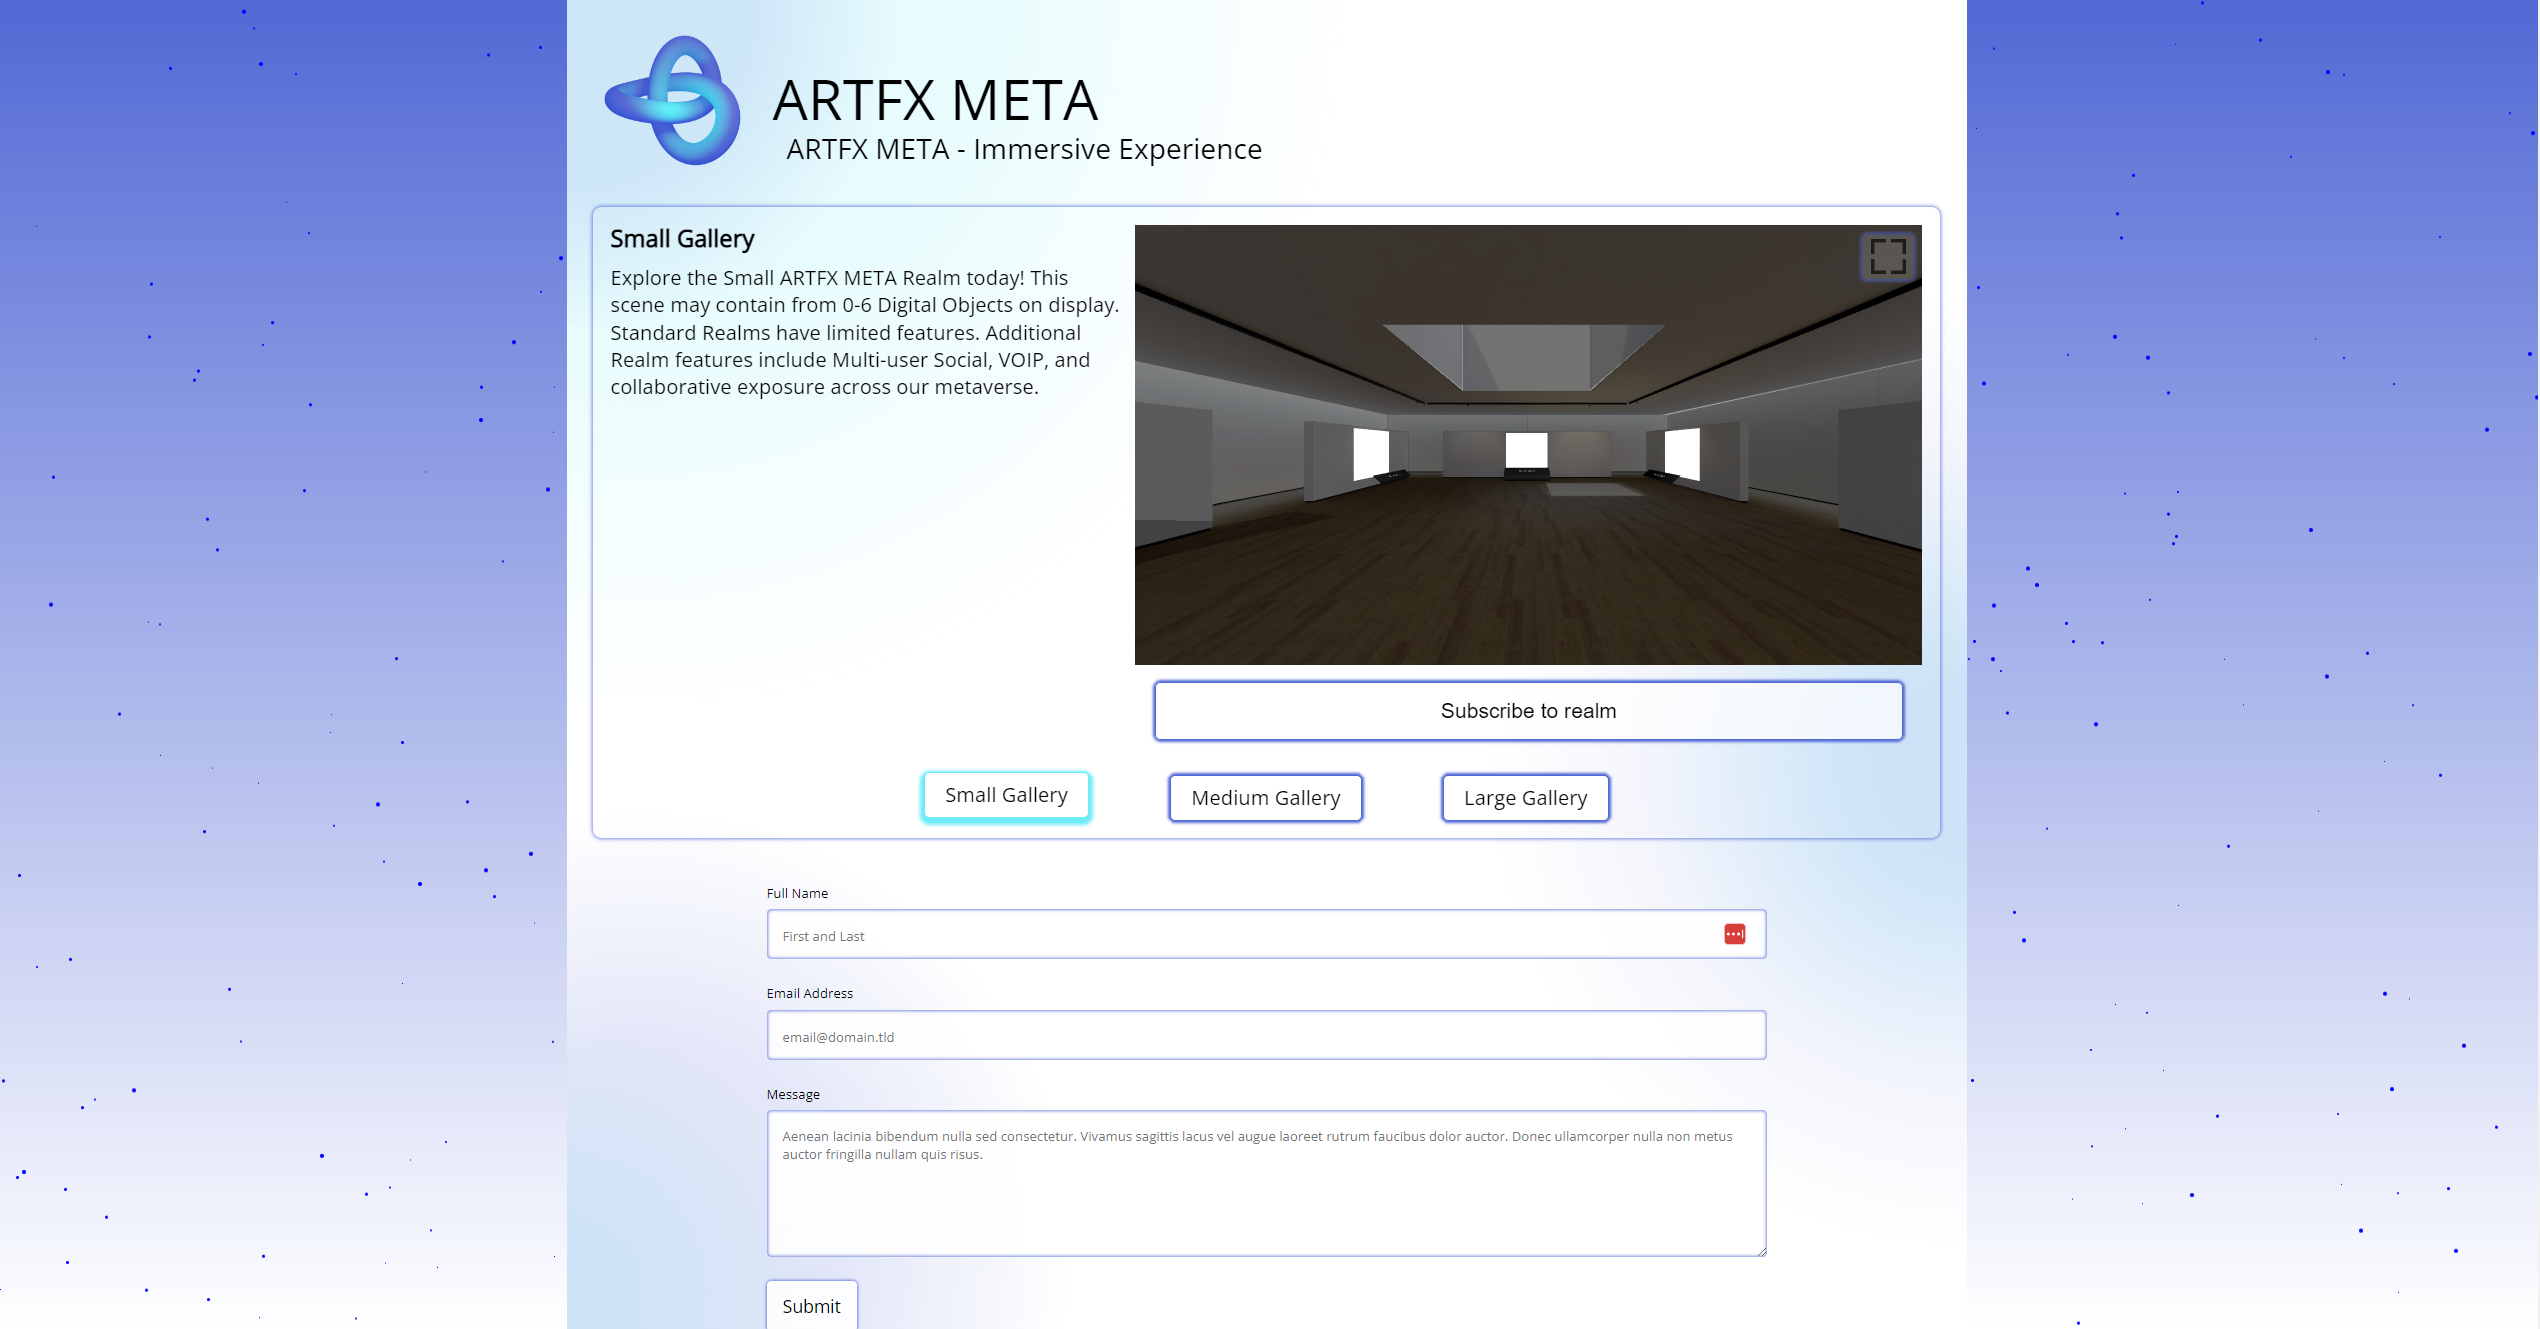 ARTFX META
ARTFX META - Immersive Experience
Small Gallery
Explore the Small ARTFX META Realm today! This
scene may contain from 0-6 Digital Objects on display.
Standard Realms have limited features. Additional
Realm features include Multi-user Social, VOIP, and
collaborative exposure across our metaverse.
Subscribe to realm
Small Gallery
Medium Gallery
Large Gallery
Full Name
First and Last
Email Address
email@domain.tld
Message
Aenean lacinia bibendum nulla sed consectetur. Vivamus sagittis lacus vel augue laoreet rutrum faucibus dolor auctor. Donec ullamcorper nulla non metus
auctor fringilla nullam quis risus.
Submit